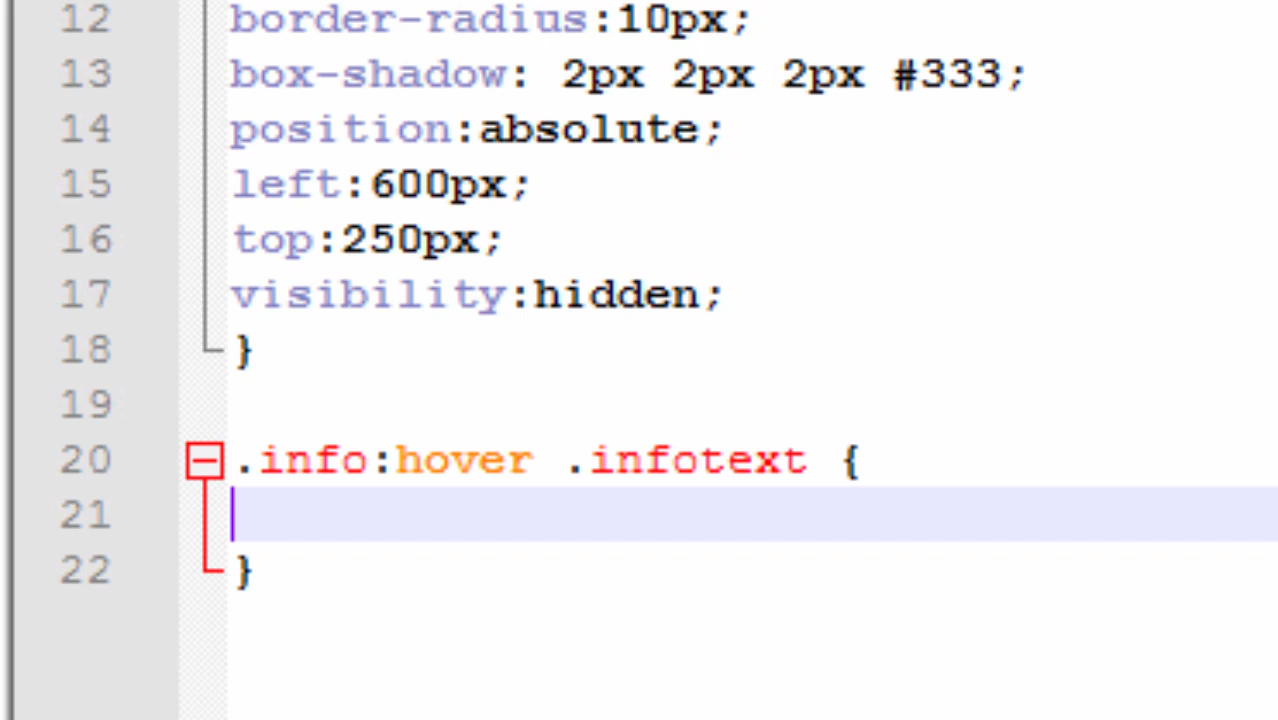 12 border-radius:10px;
13 box-shadow: 2px 2px 2px #333;
14 position:absolute;
15 left:600px;
16 top:250px;
17 visibility:hidden;
18 }
19
20 .info:hover .infotext {
21
22 }